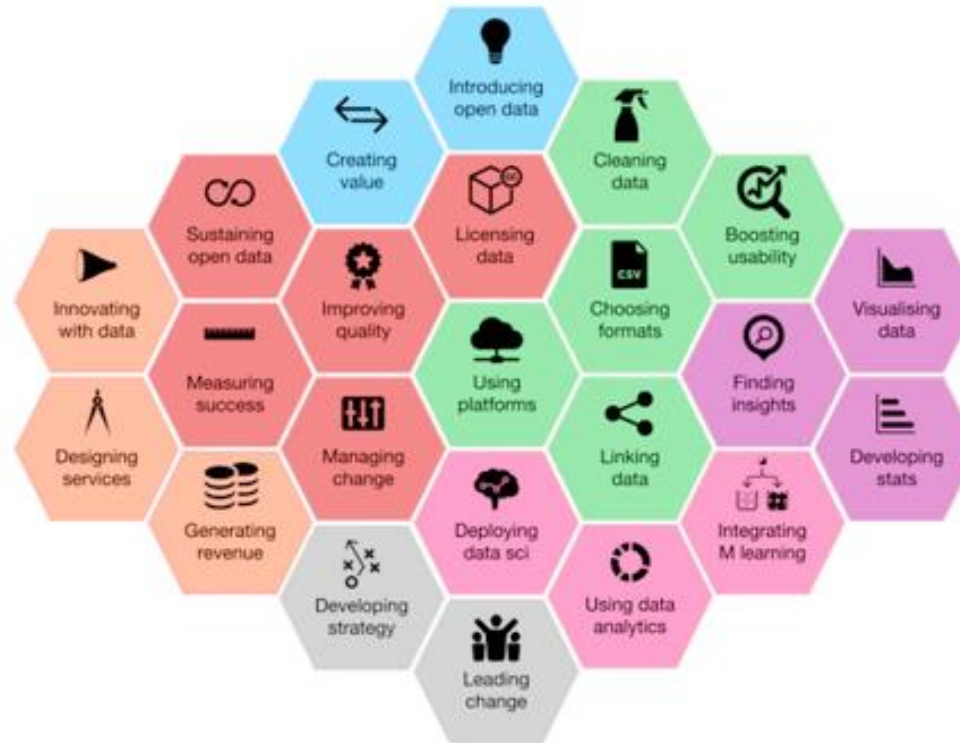 Introducing
open data
Creating
value
Cleaning
data
Sustaining
open data
Licensing
data
Boosting
usability
Innovating
with data
Improving
quality
CSV
Choosing
formats
Visualising
data
Measuring
success
Using
platforms
Finding
insights
Designing
services
Managing
change
Linking
data
Developing
stats
Generating
revenue
Deploying
data sci
Integrating
M learning
Developing
strategy
Using data
analytics
Leading
change